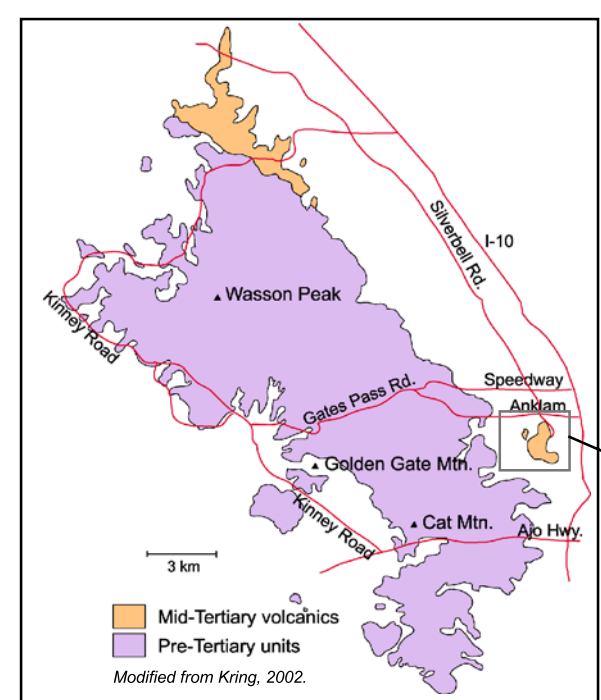 Silverbell Rd.
I-10
Wasson Peak
Kinney Road
Speedway
Gates Pass Rd.
Anklam
Golden Gate Mtn.
Kinney Road
Cat Mtn.
Ajo Hwy.
3 km
Mid-Tertiary volcanics
Pre-Tertiary units
Modified from Kring, 2002.